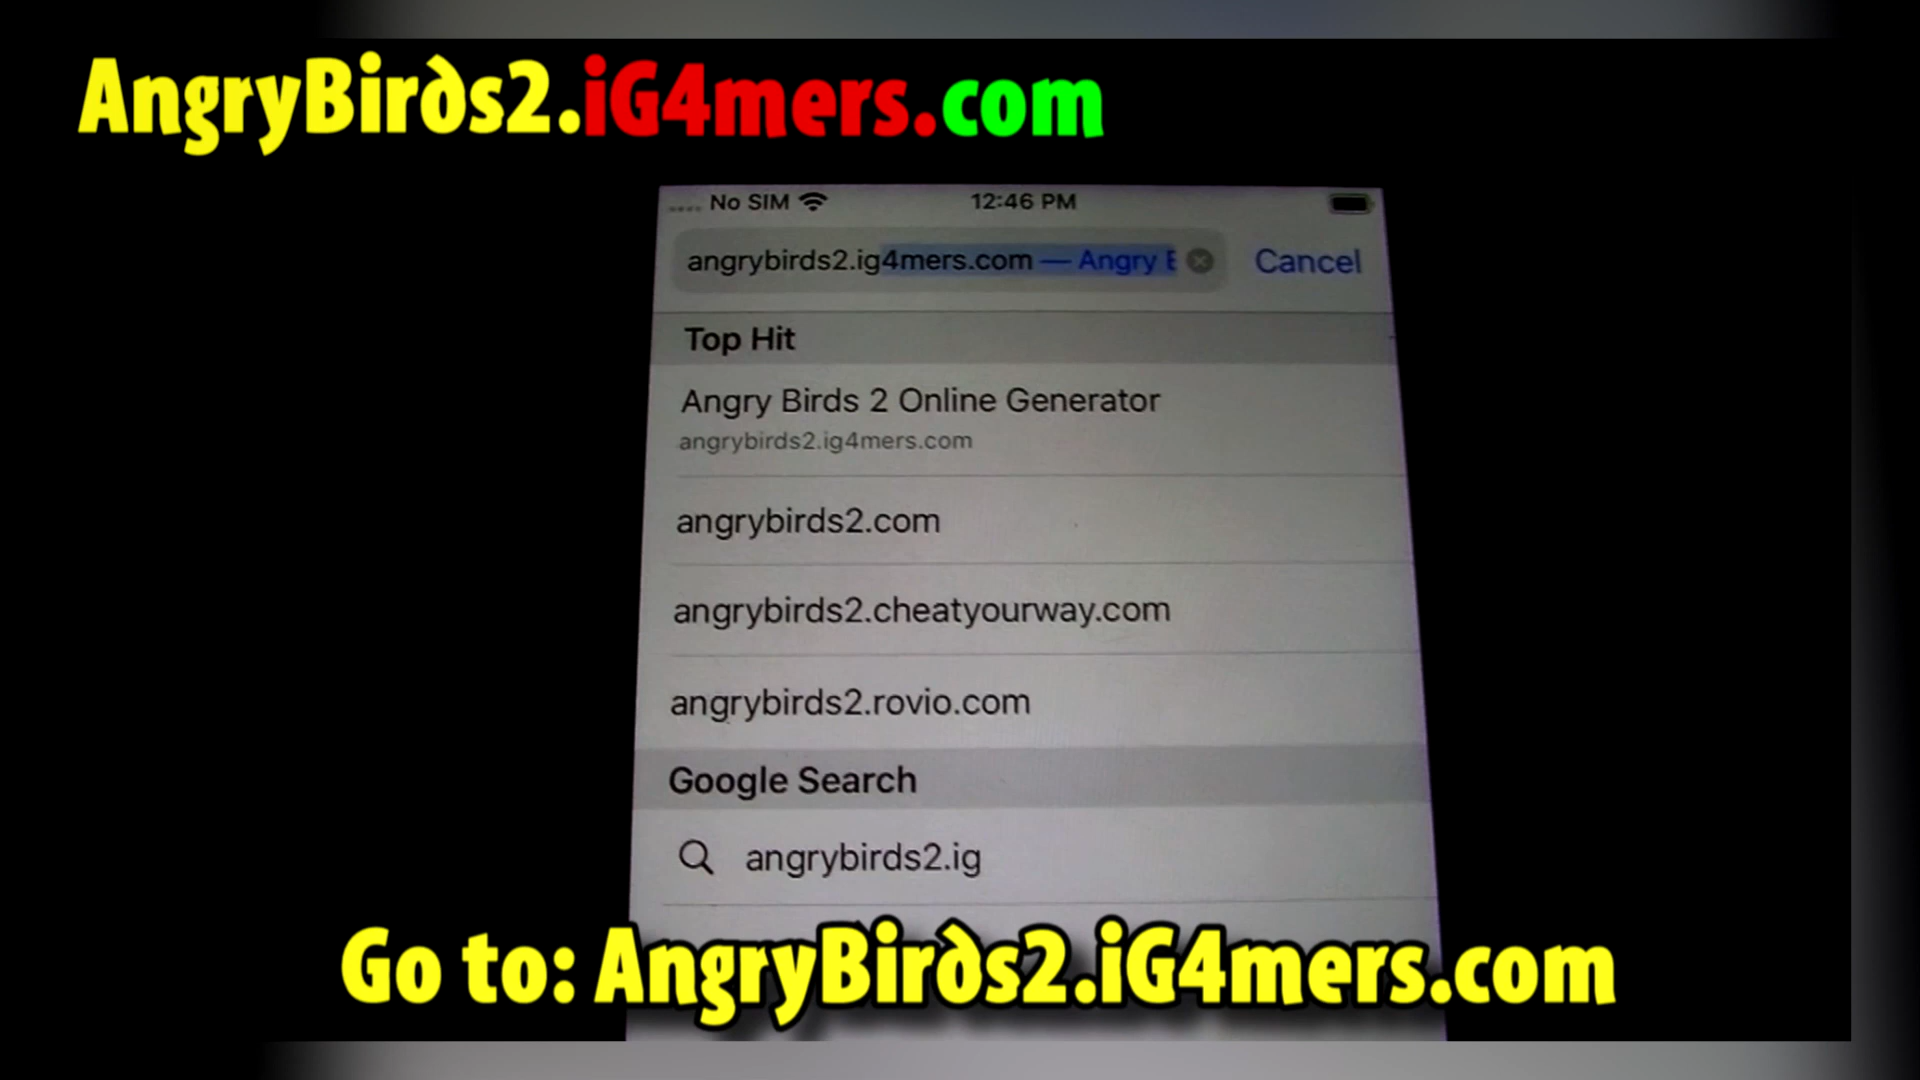 AngryBirds2.iG4mers.com
No SIM 12:46 PM
angrybirds2.ig4mers.com — Angry B Cancel
Top Hit
Angry Birds 2 Online Generator
angrybirds2.ig4mers.com
angrybirds2.com
angrybirds2.cheatyourway.com
angrybirds2.rovio.com
Google Search
angrybirds2.ig
Go to: AngryBirds2.iG4mers.com